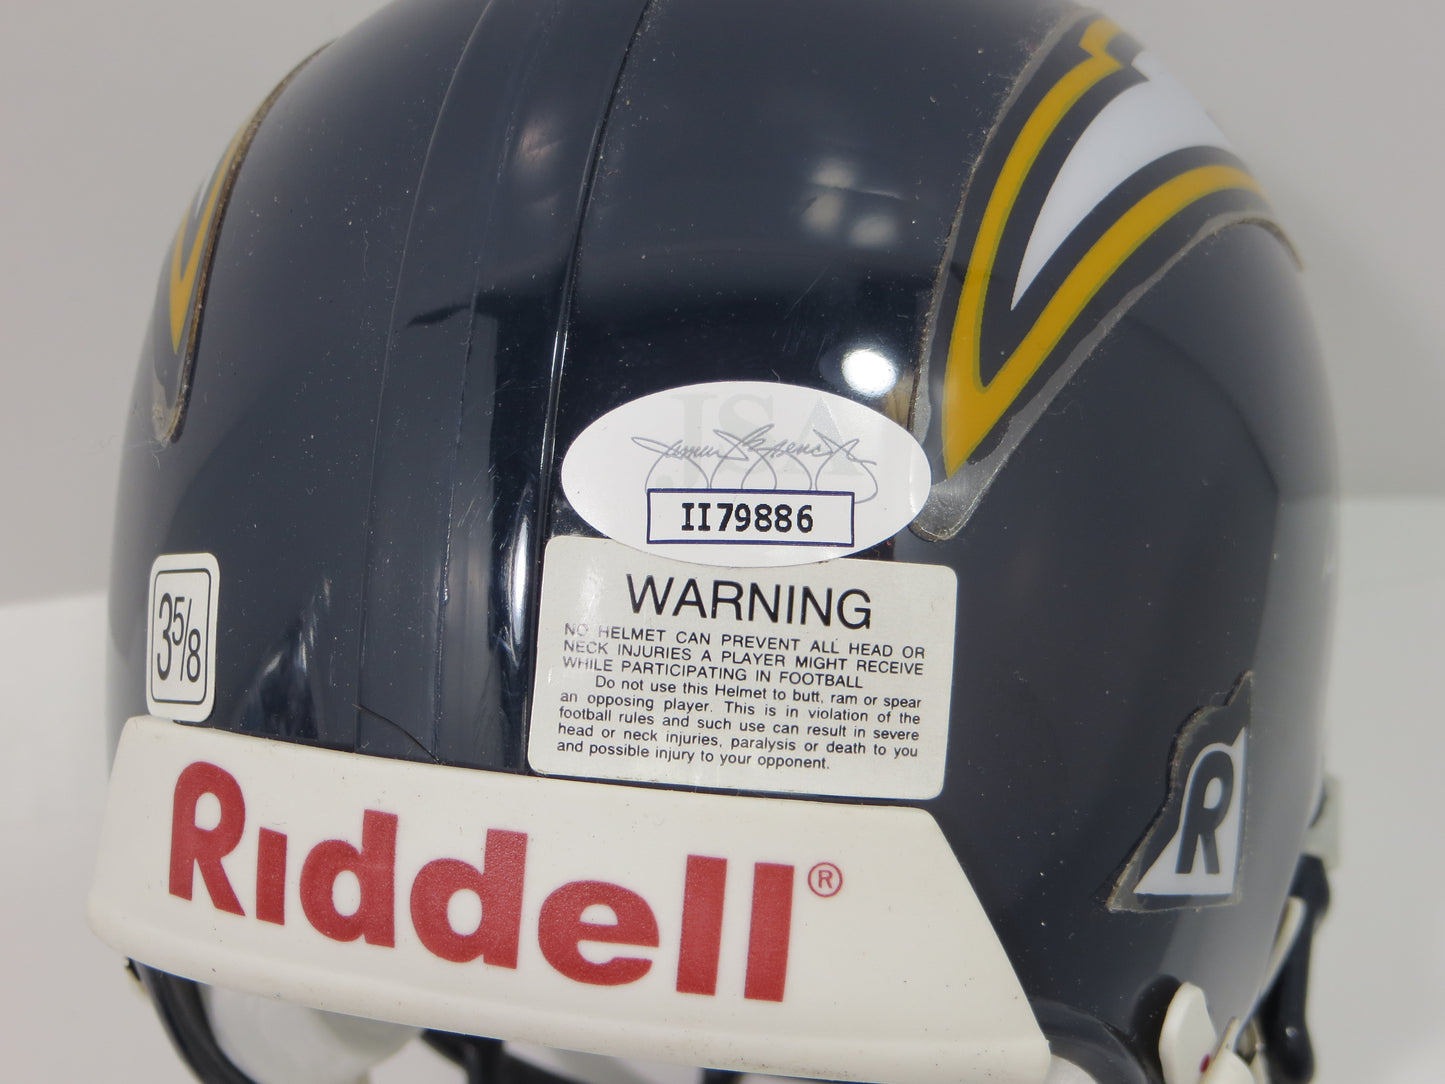 JSA
James Spence Jr
II79886
WARNING
NO HELMET CAN PREVENT ALL HEAD OR
NECK INJURIES A PLAYER MIGHT RECEIVE
WHILE PARTICIPATING IN FOOTBALL
Do not use this Helmet to butt, ram or spear
an opposing player. This is in violation of the
football rules and such use can result in severe
head or neck injuries, paralysis or death to you
and possible injury to your opponent.
3 5/8
Riddell®
R